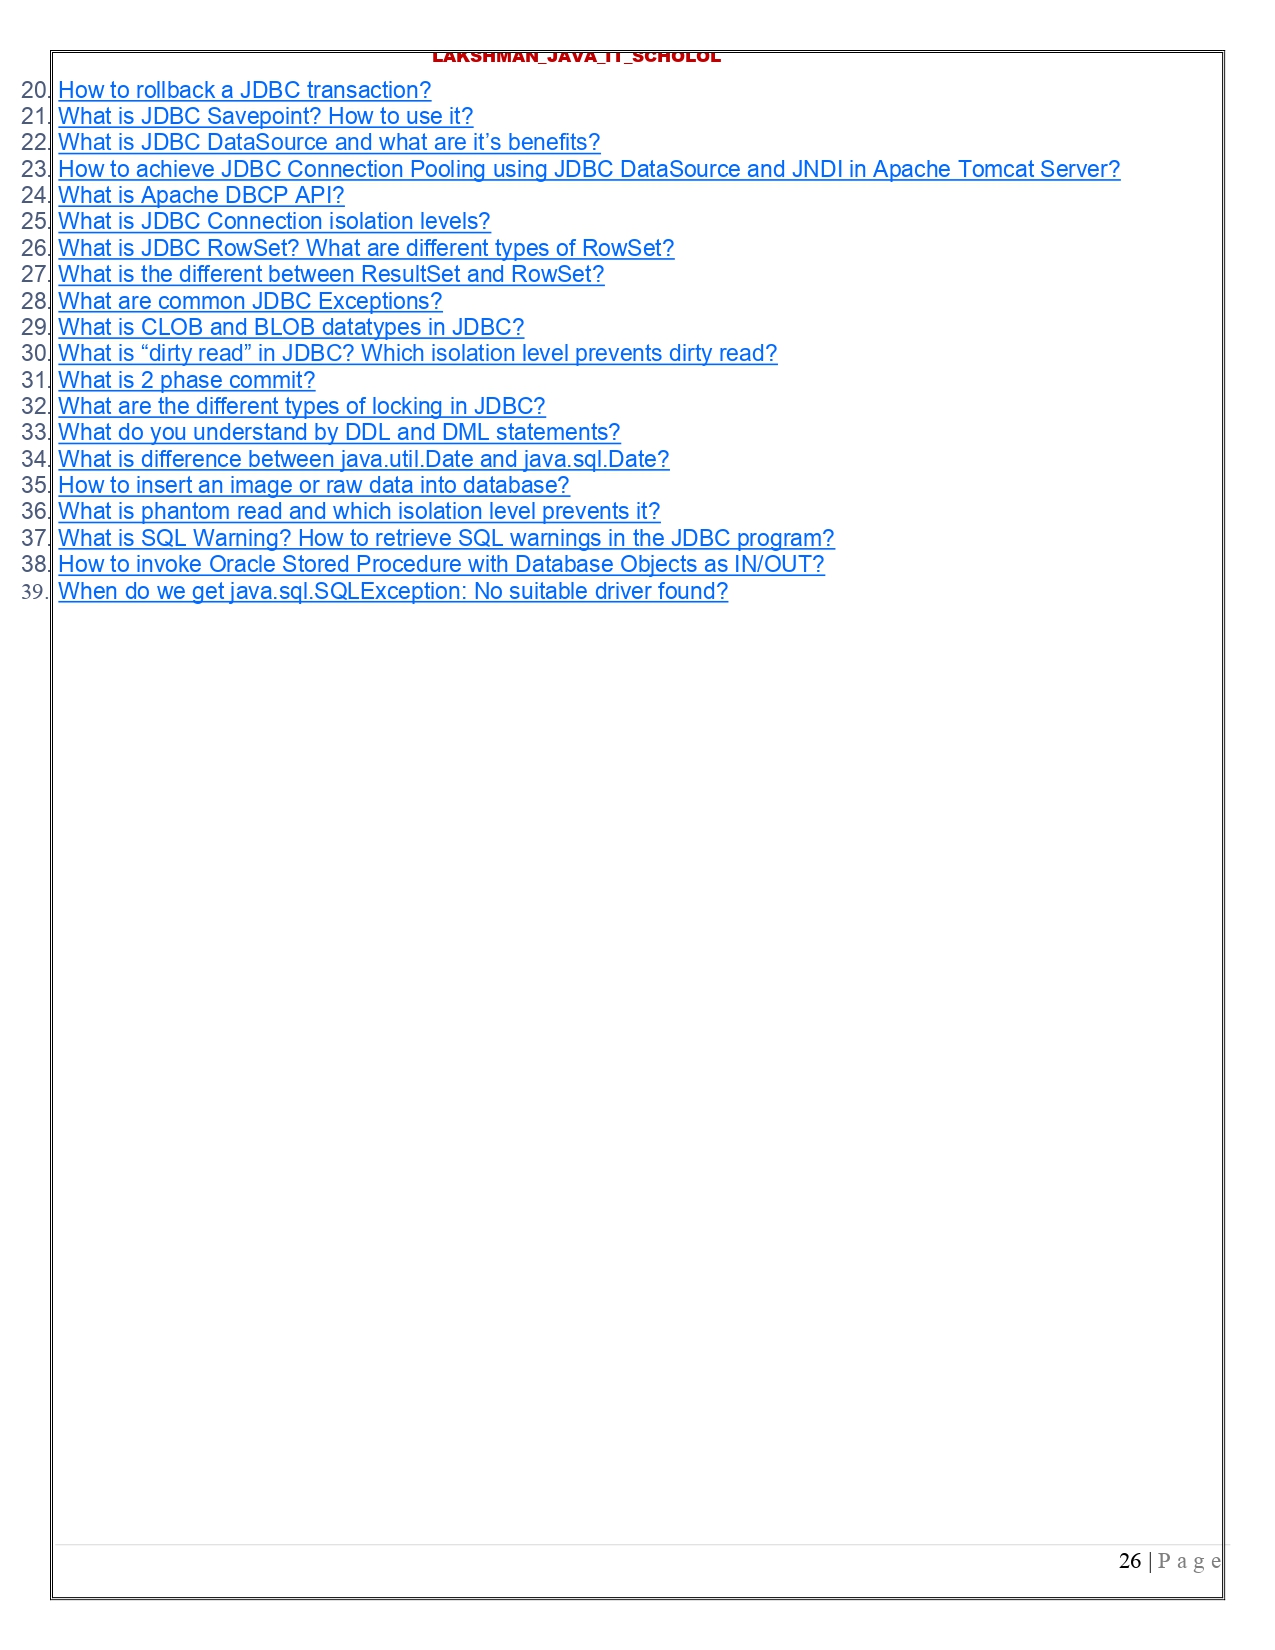 LAKSHMAN_JAVA_IT_SCHOLOL
20. How to rollback a JDBC transaction?
21. What is JDBC Savepoint? How to use it?
22. What is JDBC DataSource and what are it’s benefits?
23. How to achieve JDBC Connection Pooling using JDBC DataSource and JNDI in Apache Tomcat Server?
24. What is Apache DBCP API?
25. What is JDBC Connection isolation levels?
26. What is JDBC RowSet? What are different types of RowSet?
27. What is the different between ResultSet and RowSet?
28. What are common JDBC Exceptions?
29. What is CLOB and BLOB datatypes in JDBC?
30. What is “dirty read” in JDBC? Which isolation level prevents dirty read?
31. What is 2 phase commit?
32. What are the different types of locking in JDBC?
33. What do you understand by DDL and DML statements?
34. What is difference between java.util.Date and java.sql.Date?
35. How to insert an image or raw data into database?
36. What is phantom read and which isolation level prevents it?
37. What is SQL Warning? How to retrieve SQL warnings in the JDBC program?
38. How to invoke Oracle Stored Procedure with Database Objects as IN/OUT?
39. When do we get java.sql.SQLException: No suitable driver found?
26 | Page